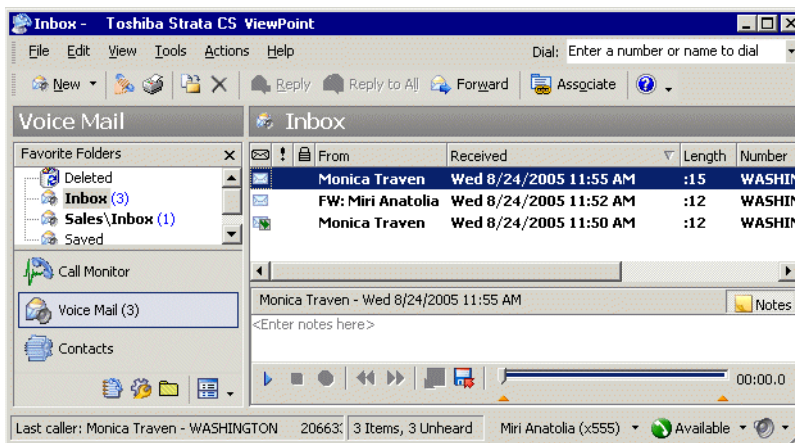 Inbox - Toshiba Strata CS ViewPoint
File Edit View Tools Actions Help Dial: Enter a number or name to dial
New Reply Reply to All Forward Associate
Voice Mail Inbox
Favorite Folders From Received Length Number
Deleted Monica Traven Wed 8/24/2005 11:55 AM :15 WASHIN
Inbox (3) FW: Miri Anatolia Wed 8/24/2005 11:52 AM :12 WASHIN
Sales\Inbox (1) Monica Traven Wed 8/24/2005 11:50 AM :12 WASHIN
Saved
Call Monitor
Voice Mail (3) Monica Traven - Wed 8/24/2005 11:55 AM Notes
<Enter notes here>
Contacts
00:00.0
Last caller: Monica Traven - WASHINGTON 20663 3 Items, 3 Unheard Miri Anatolia (x555) Available